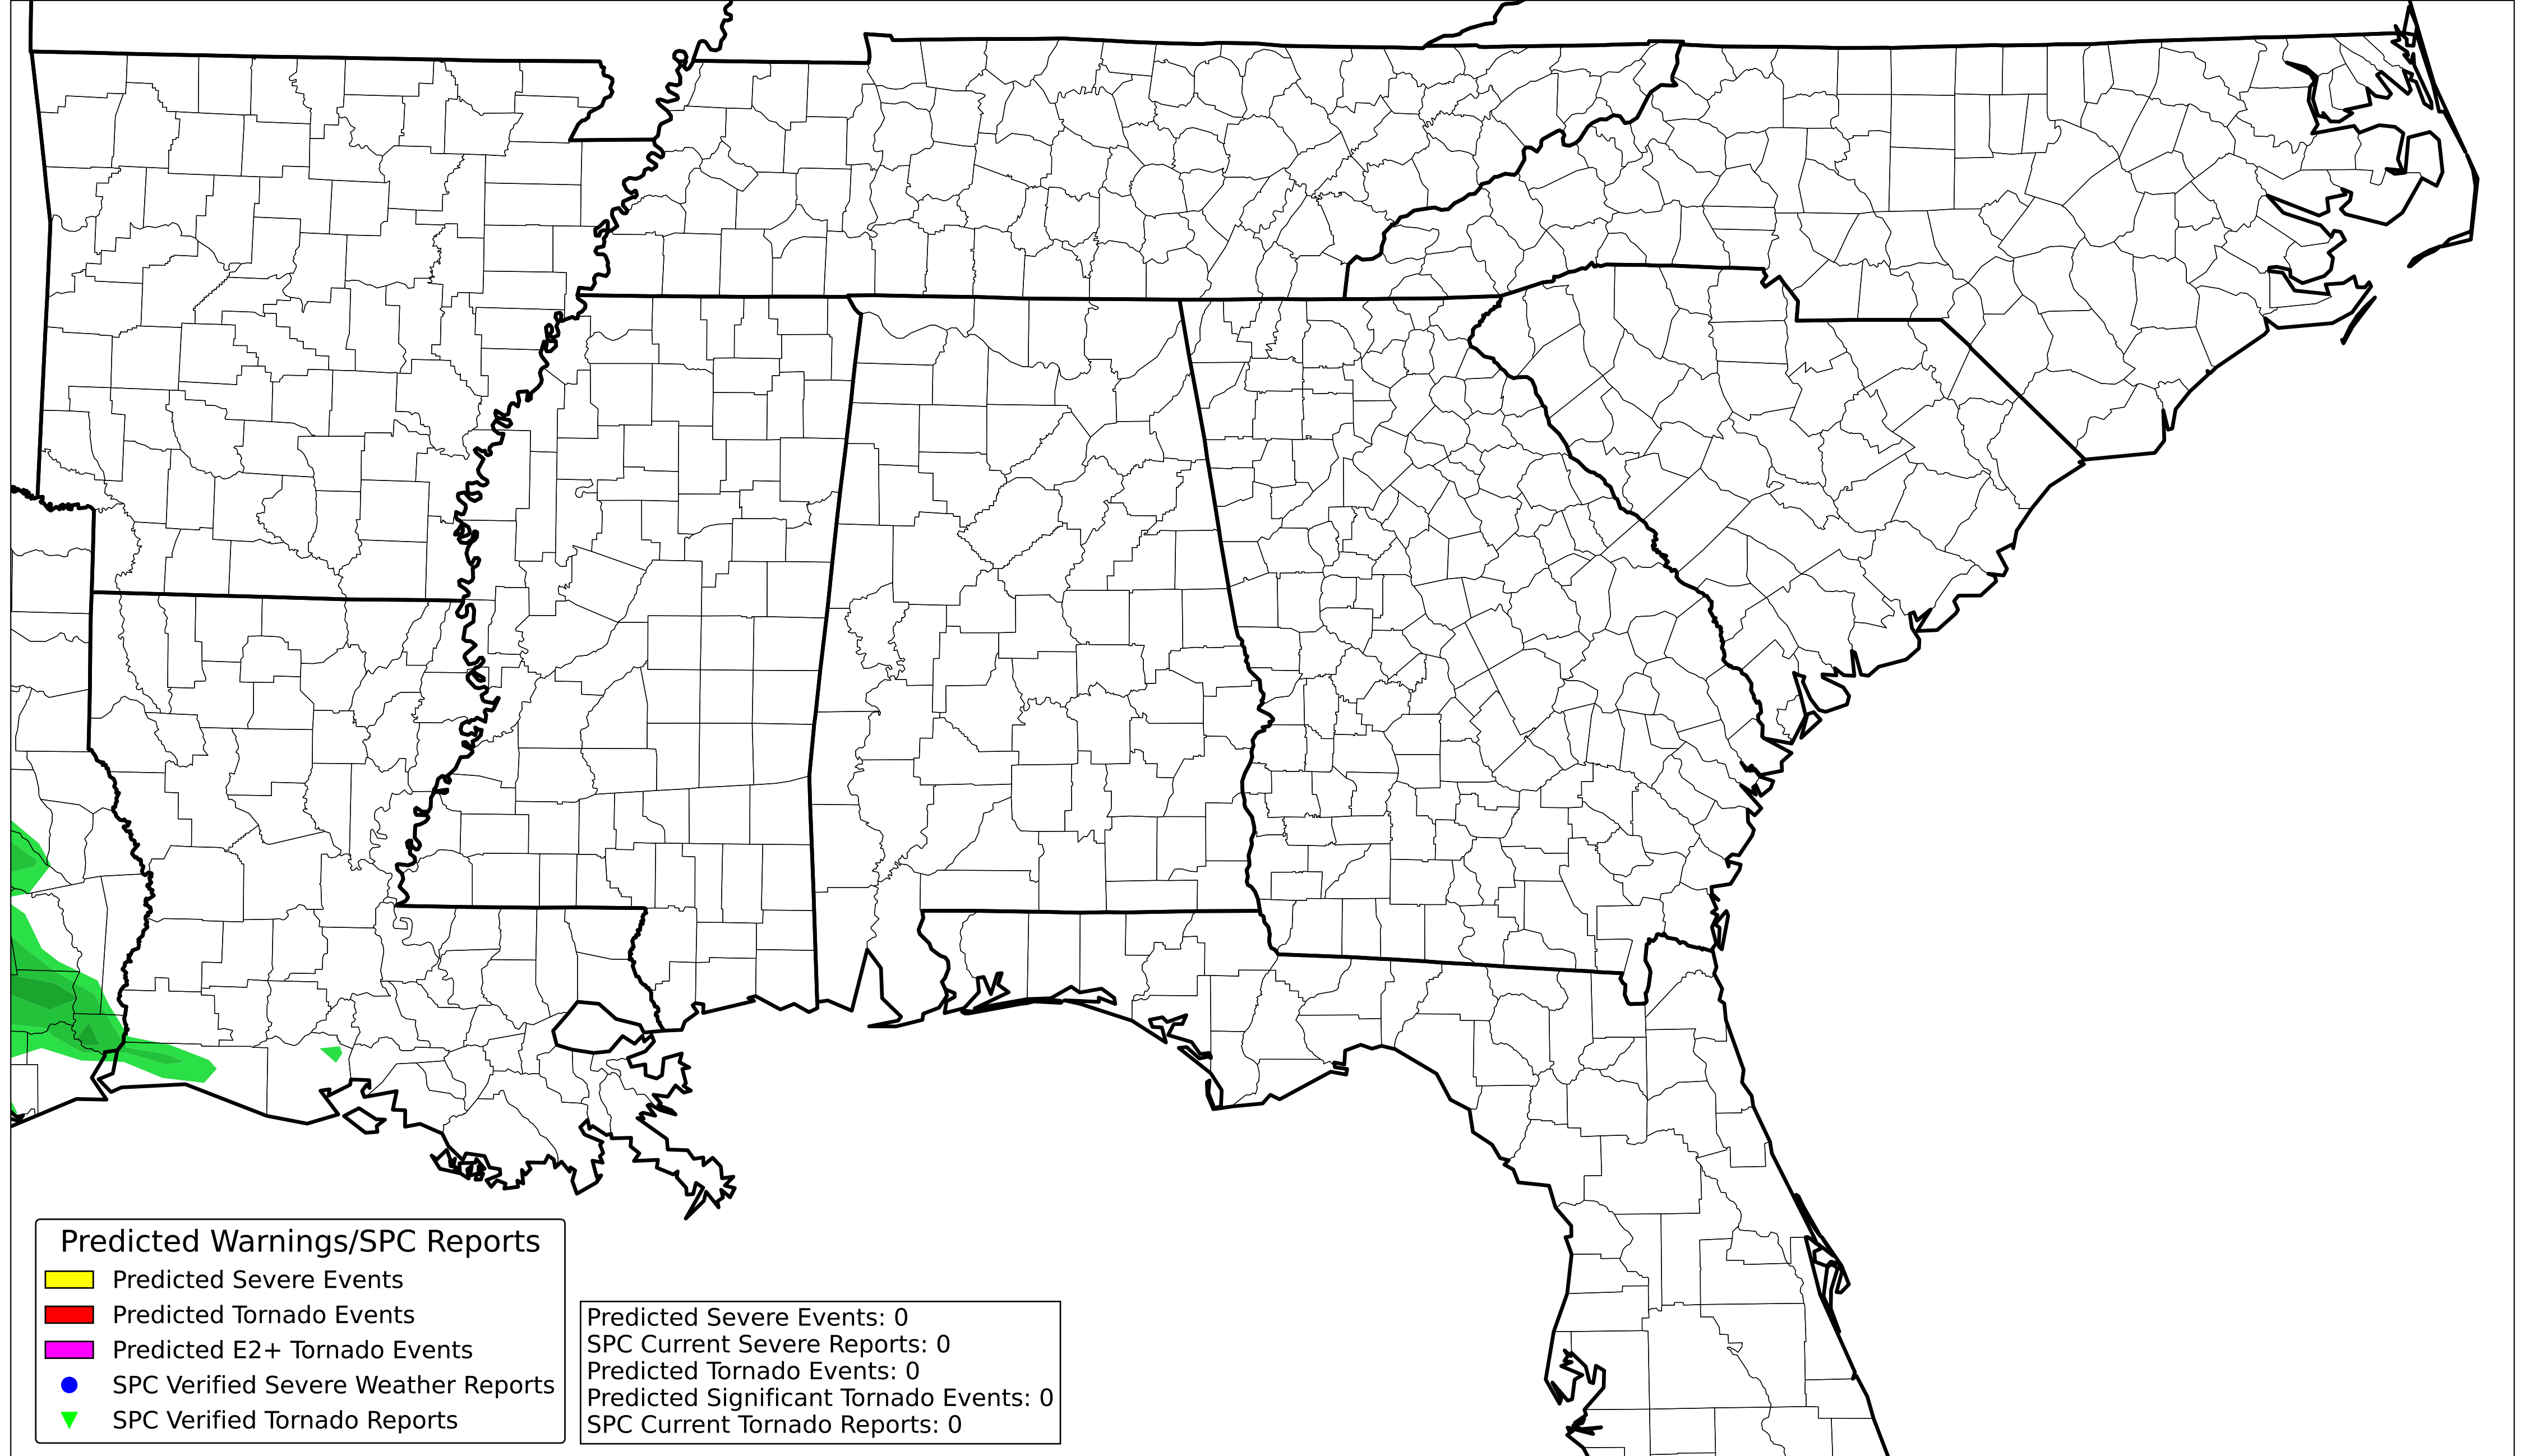 Predicted Warnings/SPC Reports
Predicted Severe Events
Predicted Tornado Events
Predicted E2+ Tornado Events
SPC Verified Severe Weather Reports
SPC Verified Tornado Reports
Predicted Severe Events: 0
SPC Current Severe Reports: 0
Predicted Tornado Events: 0
Predicted Significant Tornado Events: 0
SPC Current Tornado Reports: 0